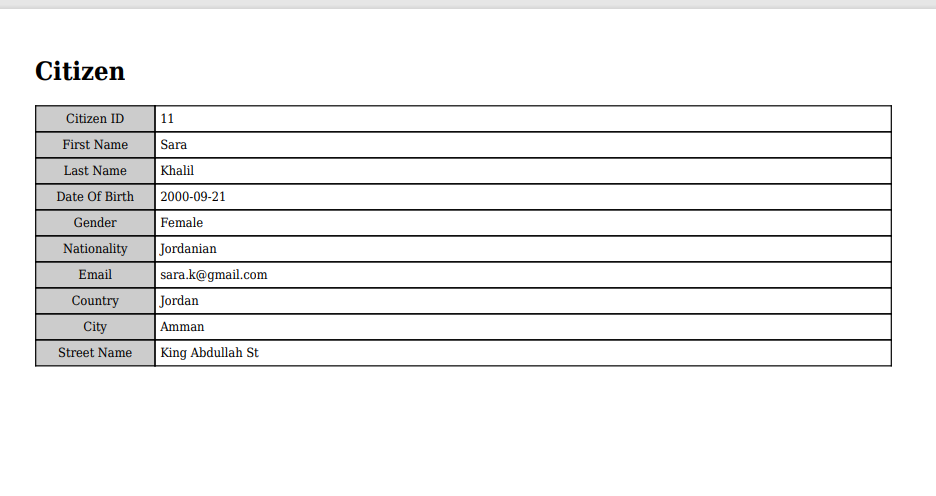 Citizen
Citizen ID 11
First Name Sara
Last Name Khalil
Date Of Birth 2000-09-21
Gender Female
Nationality Jordanian
Email sara.k@gmail.com
Country Jordan
City Amman
Street Name King Abdullah St